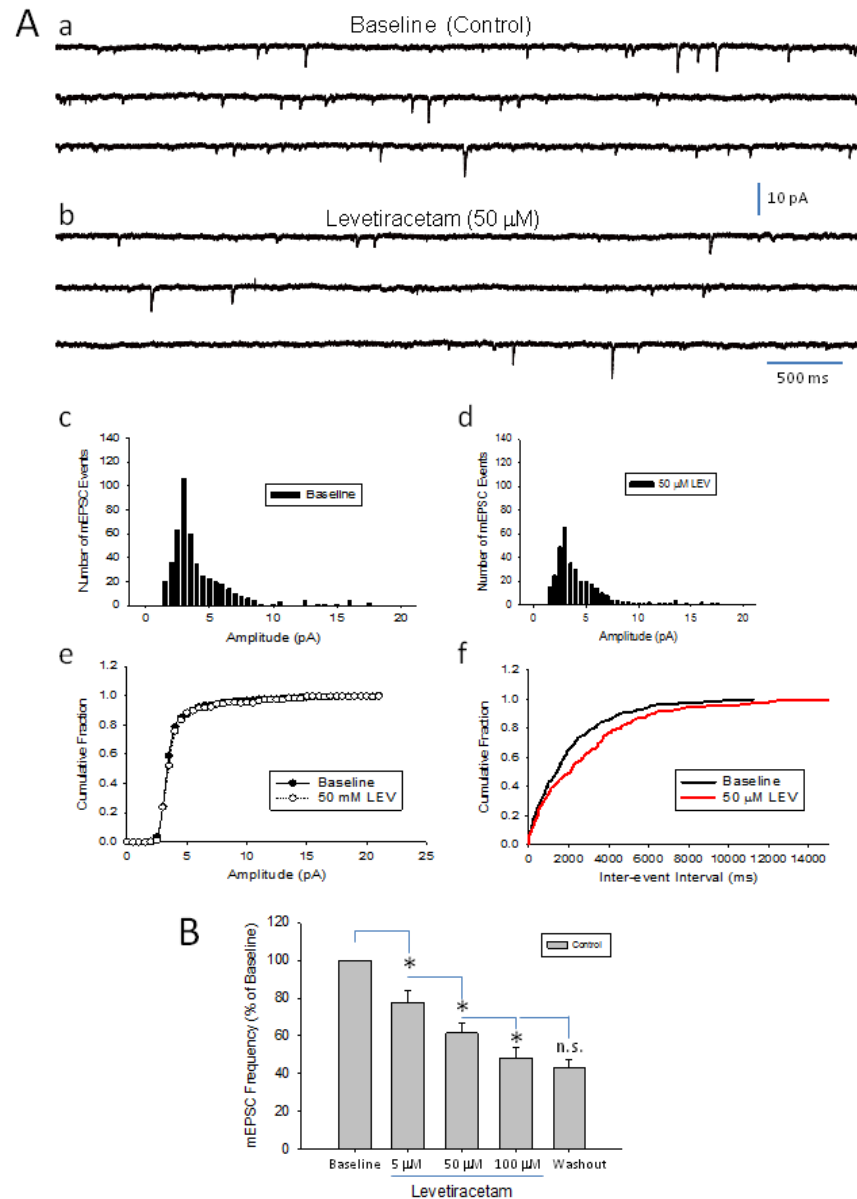 A
a
Baseline (Control)
10 pA
b
Levetiracetam (50 µM)
500 ms
c
140
120
100
80
60
40
20
0
Number of mEPSC Events
Baseline
0 5 10 15 20
Amplitude (pA)
d
140
120
100
80
60
40
20
0
Number of mEPSC Events
50 µM LEV
0 5 10 15 20
Amplitude (pA)
e
1.2
1.0
0.8
0.6
0.4
0.2
0.0
Cumulative Fraction
Baseline
50 mM LEV
0 5 10 15 20 25
Amplitude (pA)
f
1.2
1.0
0.8
0.6
0.4
0.2
0.0
Cumulative Fraction
Baseline
50 µM LEV
0 2000 4000 6000 8000 10000 12000 14000
Inter-event Interval (ms)
B
120
100
80
60
40
20
0
mEPSC Frequency (% of Baseline)
Control
*
*
*
n.s.
Baseline 5 µM 50 µM 100 µM Washout
Levetiracetam